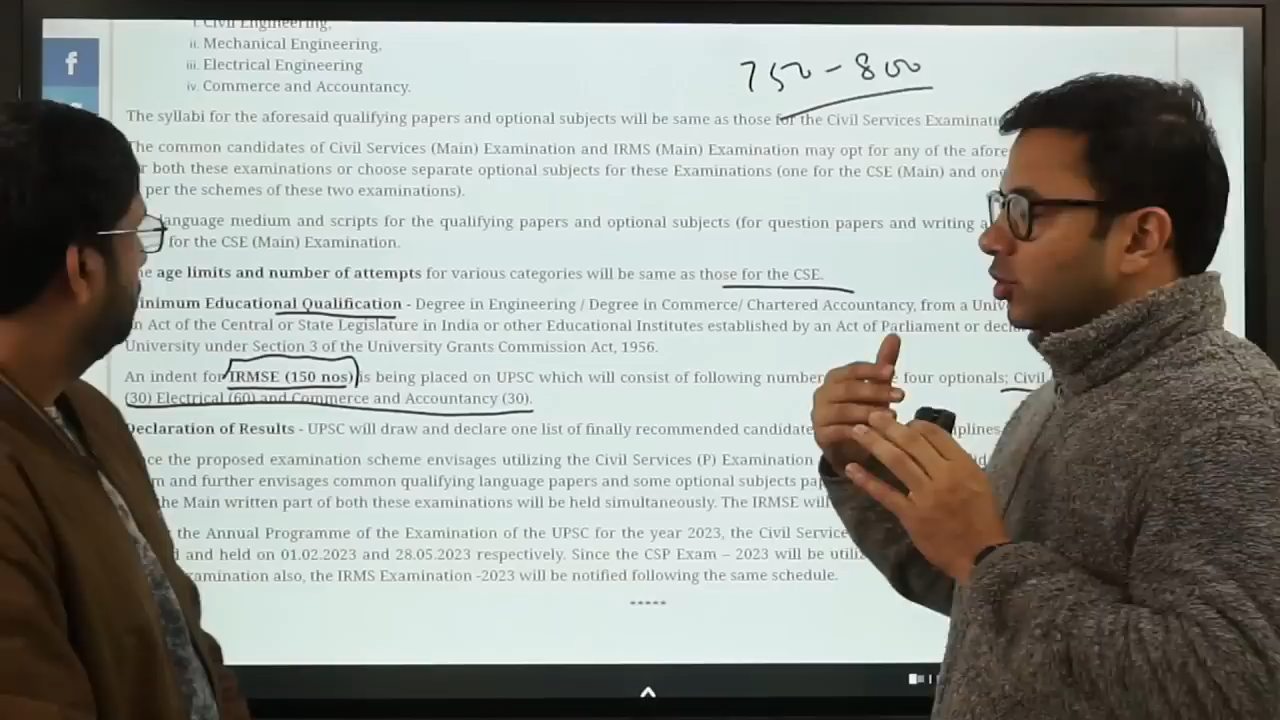 i. Civil Engineering,
f
ii. Mechanical Engineering,
iii. Electrical Engineering
iv. Commerce and Accountancy.
750-800
The syllabi for the aforesaid qualifying papers and optional subjects will be same as those for the Civil Services
The common candidates of Civil Services (Main) Examination and IRMS (Main) Examination may opt for any of the
both these examinations or choose separate optional subjects for these Examinations (one for the CSE (Main) and
per the schemes of these two examinations).
language medium and scripts for the qualifying papers and optional subjects (for question papers and writing
for the CSE (Main) Examination.
age limits and number of attempts for various categories will be same as those for the CSE.
Educational Qualification - Degree in Engineering / Degree in Commerce/ Chartered Accountancy, from a
Act of the Central or State Legislature in India or other Educational Institutes established by an Act of Parliament or
University under Section 3 of the University Grants Commission Act, 1956.
An indent for IRMSE (150 nos) is being placed on UPSC which will consist of following number four optionals; Civil
(30) Electrical (60) and Commerce and Accountancy (30).
Declaration of Results - UPSC will draw and declare one list of finally recommended
the proposed examination scheme envisages utilizing the Civil Services (P) Examination
and further envisages common qualifying language papers and some optional subjects
the Main written part of both these examinations will be held simultaneously. The IRMSE
the Annual Programme of the Examination of the UPSC for the year 2023, the Civil
and held on 01.02.2023 and 28.05.2023 respectively. Since the CSP Exam – 2023 will be
also, the IRMS Examination -2023 will be notified following the same schedule.
*****